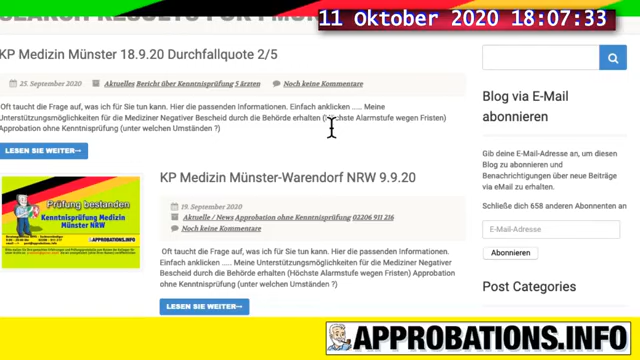 11 Oktober 2020 18:07:33
KP Medizin Münster 18.9.20 Durchfallquote 2/5
25. September 2020 Aktuelles Bericht über Kenntnisprüfung 5 ärzten Noch keine Kommentare
Oft taucht die Frage auf, was ich für Sie tun kann. Hier die passenden Informationen. Einfach anklicken ..... Meine
Unterstützungsmöglichkeiten für die Mediziner Negativer Bescheid durch die Behörde erhalten (Höchste Alarmstufe wegen Fristen)
Approbation ohne Kenntnisprüfung (unter welchen Umständen ?)
LESEN SIE WEITER
KP Medizin Münster-Warendorf NRW 9.9.20
19. September 2020
Aktuelle / News Approbation ohne Kenntnisprüfung 02206 911 216
Noch keine Kommentare
Oft taucht die Frage auf, was ich für Sie tun kann. Hier die passenden Informationen.
Einfach anklicken ..... Meine Unterstützungsmöglichkeiten für die Mediziner Negativer
Bescheid durch die Behörde erhalten (Höchste Alarmstufe wegen Fristen) Approbation
ohne Kenntnisprüfung (unter welchen Umständen ?)
LESEN SIE WEITER
Prüfung bestanden
Kenntnisprüfung Medizin
Münster NRW
APPROBATIONS.INFO
Blog via E-Mail
abonnieren
Gib deine E-Mail-Adresse an, um diesen
Blog zu abonnieren und
Benachrichtigungen über neue Beiträge
via eMail zu erhalten.
Schließe dich 658 anderen Abonnenten an
E-Mail-Adresse
Abonnieren
Post Categories
APPROBATIONS.INFO